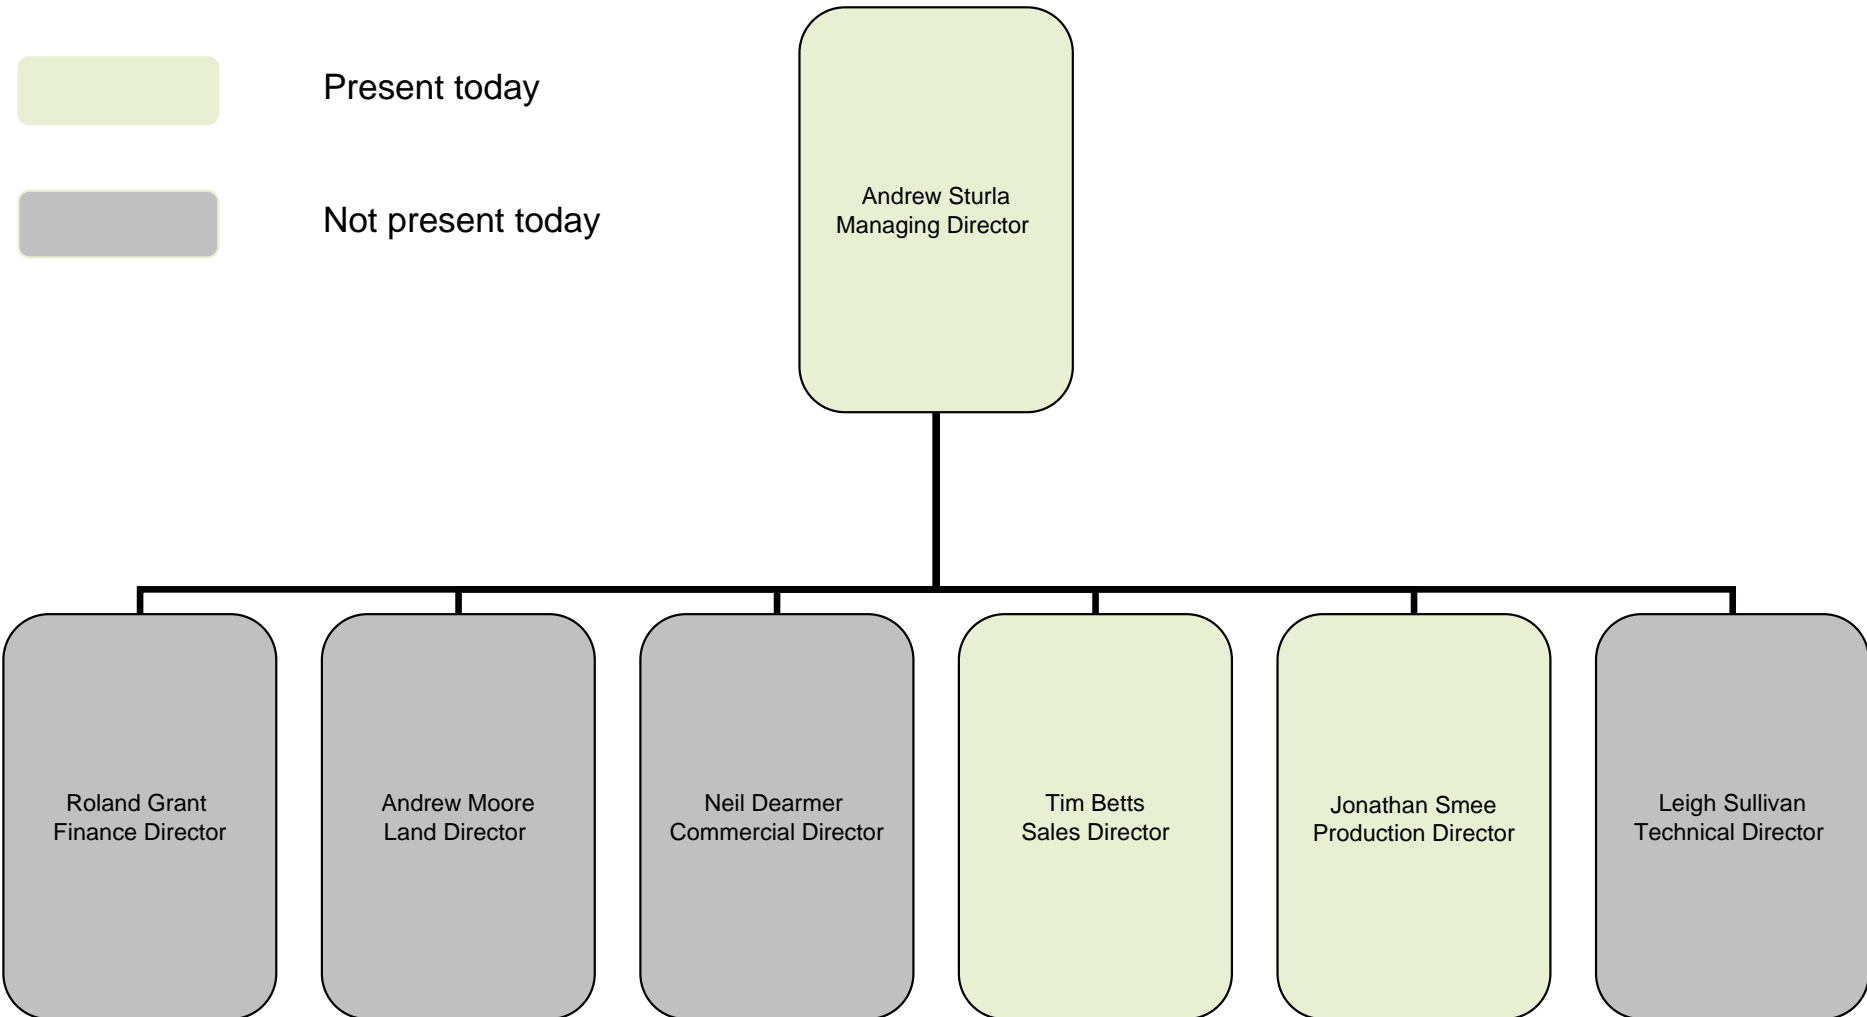 Present today
Not present today
Andrew Sturla
Managing Director
Roland Grant
Finance Director
Andrew Moore
Land Director
Neil Dearmer
Commercial Director
Tim Betts
Sales Director
Jonathan Smee
Production Director
Leigh Sullivan
Technical Director